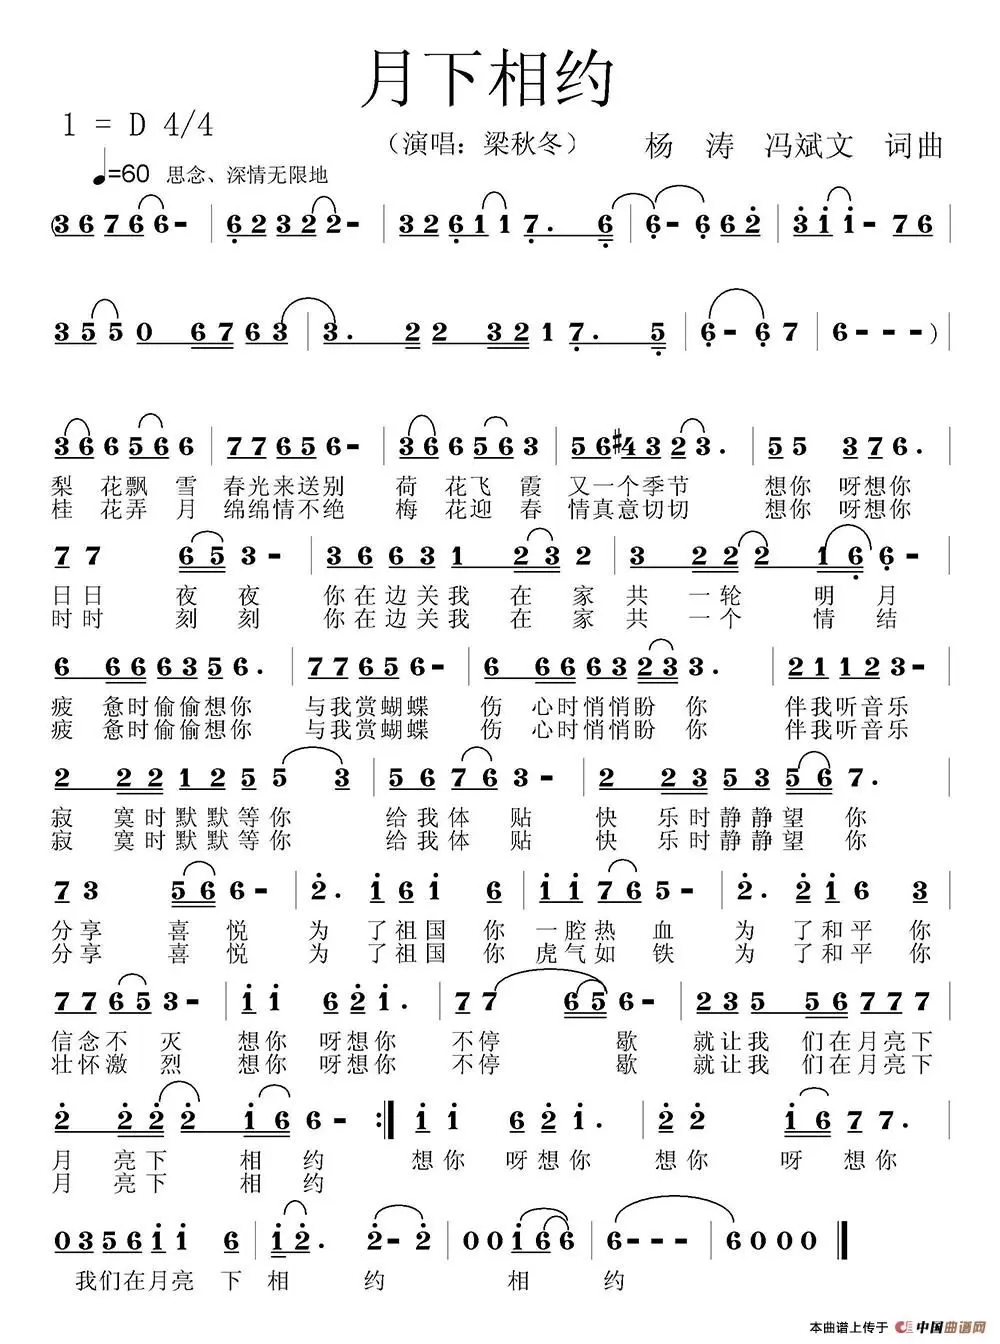 月下相约
1 = D 4/4
（演唱：梁秋冬） 杨 涛 冯斌文 词曲
♩=60 思念、深情无限地
(3 6 7 6 6 6 - | 6 2 3 2 2 2 - | 3 2 6 1 1 7 . 6 | 6 - 6 6 2 | 3 1 1 - 7 6 |
3 5 5 0 6 7 6 3 | 3 . 2 2 3 2 1 7 . 5 | 6 - 6 7 | 6 - - - )
3 6 6 5 6 6 | 7 7 6 5 6 - | 3 6 6 5 6 3 | 5 6 #4 3 2 3 . | 5 5 3 7 6 .
梨 花飘 雪 春光来送别 荷 花飞 霞 又一个季节 想你 呀想你
桂 花弄 月 绵绵情不绝 梅 花迎 春 情真意切切 想你 呀想你
7 7 6 5 3 - | 3 6 6 3 1 2 3 2 | 3 2 2 2 1 6 6 - |
日日 夜 夜 你在边关我 在 家 共 一轮 明 月
时时 刻 刻 你在边关我 在 家 共 一个 情 结
6 6 6 6 3 5 6 . | 7 7 6 5 6 - | 6 6 6 6 3 2 3 3 . | 2 1 1 2 3 - |
疲 惫时偷偷想你 与我赏蝴蝶 伤 心时悄悄盼 你 伴我听音乐
疲 惫时偷偷想你 与我赏蝴蝶 伤 心时悄悄盼 你 伴我听音乐
2 2 2 1 2 5 5 3 | 5 6 7 6 3 - | 2 2 3 5 3 5 6 7 .
寂 寞时默默等你 给我体 贴 快 乐时静静望 你
寂 寞时默默等你 给我体 贴 快 乐时静静望 你
7 3 5 6 6 - | 2 . 1 6 1 6 | 1 1 7 6 5 - | 2 . 2 1 6 3 |
分享 喜 悦 为 了祖国 你 一腔热 血 为 了和平 你
分享 喜 悦 为 了祖国 你 虎气如 铁 为 了和平 你
7 7 6 5 3 - | 1 1 6 2 1 . | 7 7 6 5 6 - | 2 3 5 5 6 7 7 7 |
信念不 灭 想你 呀想你 不停 歇 就让我 们在月亮下
壮怀激 烈 想你 呀想你 不停 歇 就让我 们在月亮下
2 2 2 2 1 6 6 - :| 1 1 6 2 1 . | 2 2 1 6 7 7 . |
月 亮下 相 约 想你 呀想你 想你 呀 想你
月 亮下 相 约
0 3 5 6 1 1 6 | 1 2 . 2 - 2 | 0 0 1 6 6 | 6 - - - | 6 0 0 0 |
我们在月亮 下 相 约 相 约
本曲谱上传于 中国曲谱网